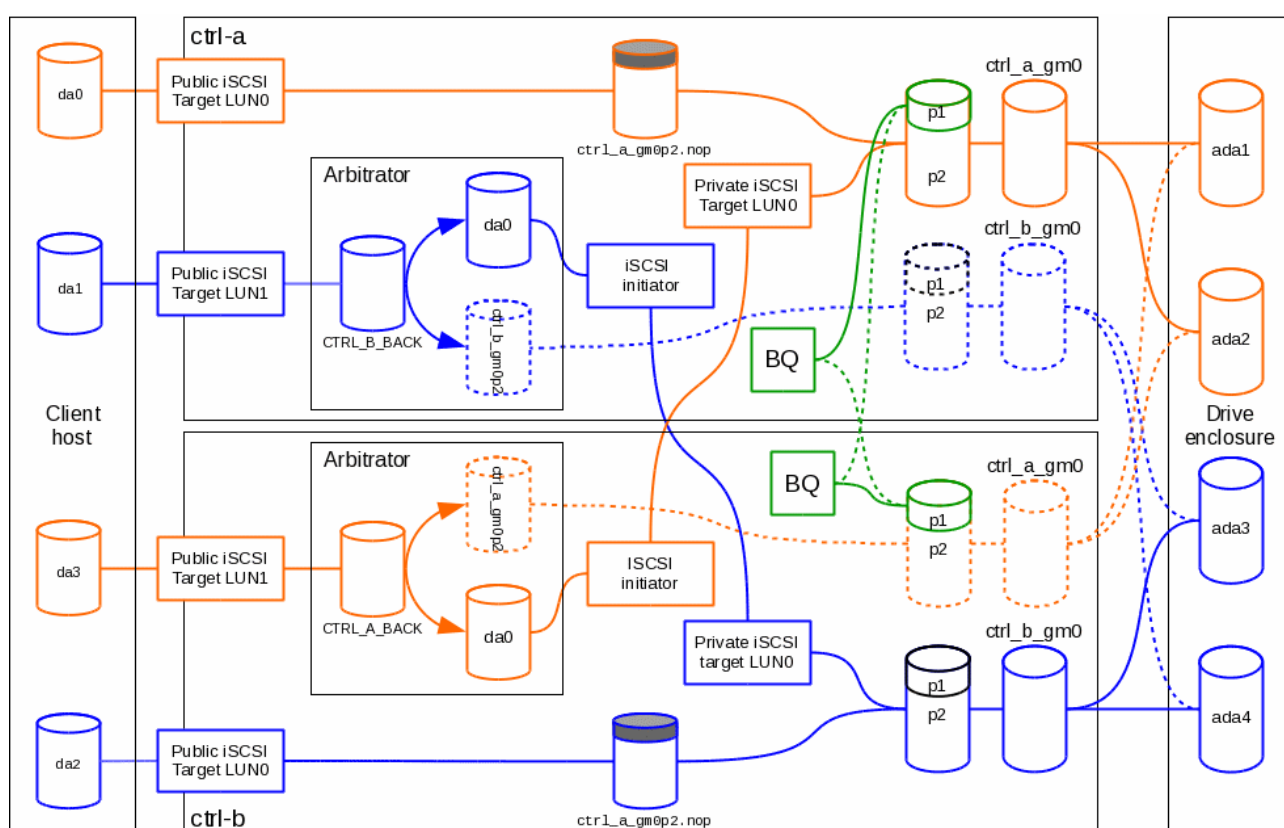 ctrl-a
da0
Public iSCSI
Target LUN0
ctrl_a_gm0p2.nop
p1
p2
ctrl_a_gm0
ada1
Arbitrator
da0
Private iSCSI
Target LUN0
da1
Public iSCSI
Target LUN1
CTRL_B_BACK
ctrl_b_gm0p2
iSCSI
initiator
ctrl_b_gm0
p1
p2
ada2
BQ
Client
host
Drive
enclosure
Arbitrator
ctrl_a_gm0p2
BQ
ctrl_a_gm0
p1
p2
ada3
da3
Public iSCSI
Target LUN1
CTRL_A_BACK
da0
ISCSI
initiator
Private iSCSI
target LUN0
ctrl_b_gm0
p1
p2
ada4
da2
Public iSCSI
Target LUN0
ctrl_a_gm0p2.nop
ctrl-b